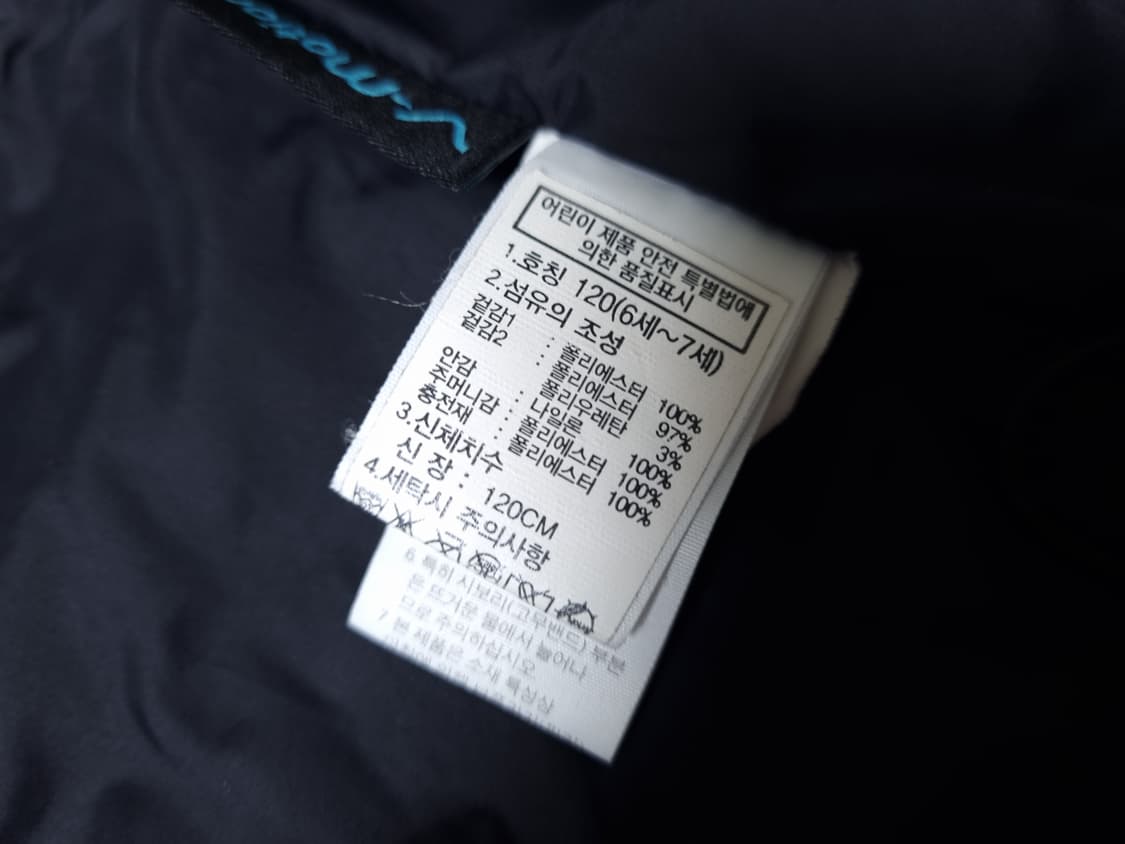 어린이 제품 안전 특별법에
의한 품질표시
1.호칭 120(6세~7세)
2.섬유의 조성
겉감1 : 폴리에스터 100%
겉감2 : 폴리에스터 97%
폴리우레탄 3%
안감 : 나일론 100%
주머니감 : 폴리에스터 100%
충전재 : 폴리에스터 100%
3.신체치수
신 장 : 120CM
4.세탁시 주의사항
6 특히 시보리(고무밴드) 부분
은 뜨거운 물에서 늘어나
므로 주의하십시오
7 본 제품은 소재 특성상